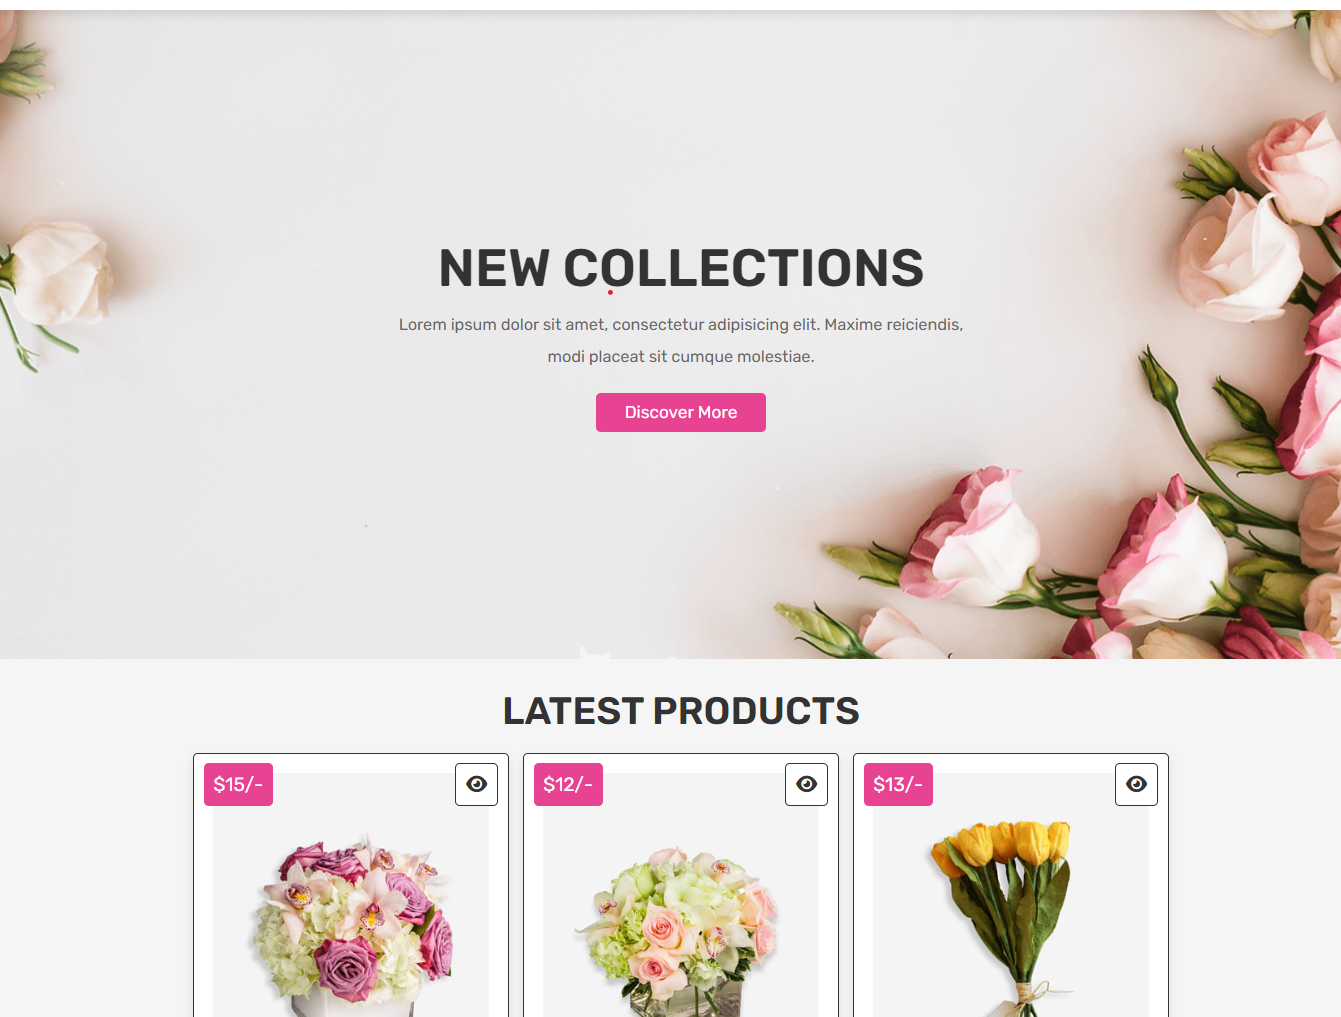 NEW COLLECTIONS
Lorem ipsum dolor sit amet, consectetur adipisicing elit. Maxime reiciendis,
modi placeat sit cumque molestiae.
Discover More
LATEST PRODUCTS
$15/-
$12/-
$13/-